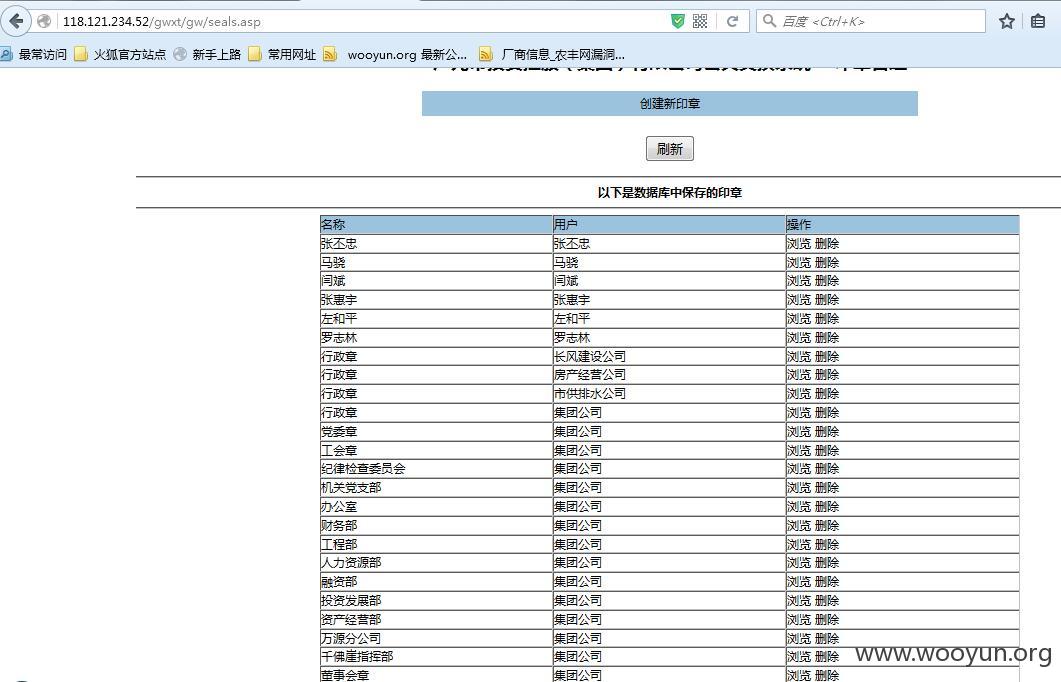 118.121.234.52/gwxt/gw/seals.asp
百度 <Ctrl+K>
最常访问 火狐官方站点 新手上路 常用网址 wooyun.org 最新公... 厂商信息_农丰网漏洞...
创建新印章
刷新
以下是数据库中保存的印章
名称 用户 操作
张丕忠 张丕忠 浏览 删除
马骁 马骁 浏览 删除
闫斌 闫斌 浏览 删除
张惠宇 张惠宇 浏览 删除
左和平 左和平 浏览 删除
罗志林 罗志林 浏览 删除
行政章 长风建设公司 浏览 删除
行政章 房产经营公司 浏览 删除
行政章 市供排水公司 浏览 删除
行政章 集团公司 浏览 删除
党委章 集团公司 浏览 删除
工会章 集团公司 浏览 删除
纪律检查委员会 集团公司 浏览 删除
机关党支部 集团公司 浏览 删除
办公室 集团公司 浏览 删除
财务部 集团公司 浏览 删除
工程部 集团公司 浏览 删除
人力资源部 集团公司 浏览 删除
融资部 集团公司 浏览 删除
投资发展部 集团公司 浏览 删除
资产经营部 集团公司 浏览 删除
万源分公司 集团公司 浏览 删除
千佛崖指挥部 集团公司 浏览 删除
董事会章 集团公司 浏览 删除
www.wooyun.org